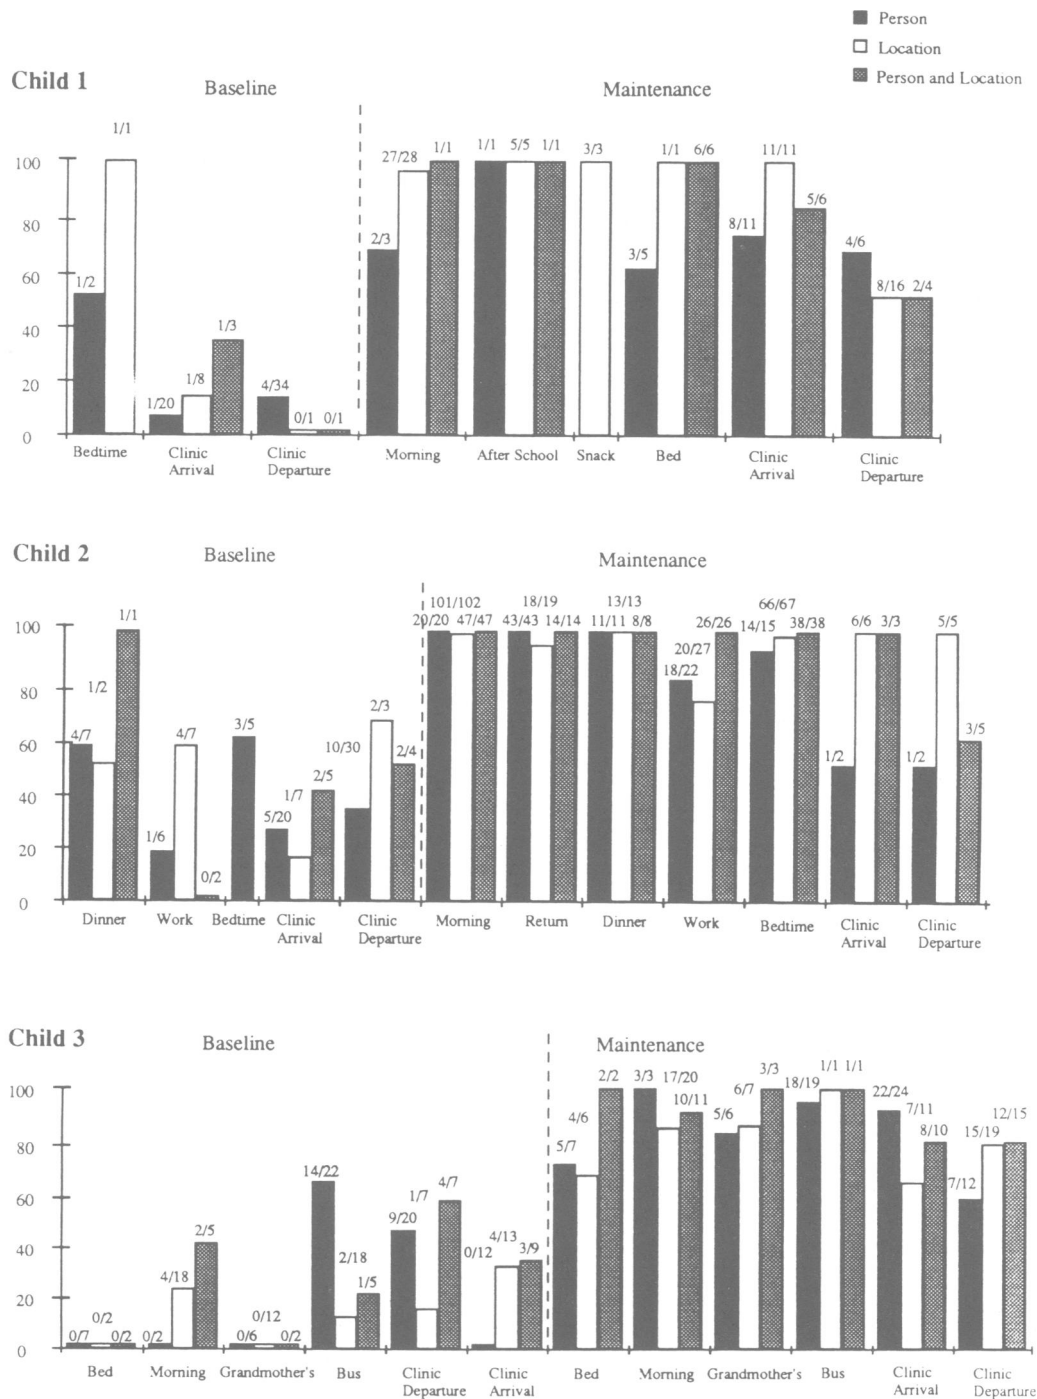 Person
Location
Person and Location
Child 1
Baseline
Maintenance
1/1
27/28 1/1 1/1 5/5 1/1 3/3 1/1 6/6 11/11
100
80
60
40
20
0
1/2
1/20
1/8
1/3
4/34
0/1 0/1
2/3
3/5
8/11
5/6
4/6
8/16 2/4
Bedtime
Clinic
Arrival
Clinic
Departure
Morning
After School
Snack
Bed
Clinic
Arrival
Clinic
Departure
Child 2
Baseline
Maintenance
100
80
60
40
20
0
4/7
1/2
1/1
1/6
4/7
0/2
3/5
5/20
1/7
2/5
10/30
2/3
2/4
101/102
20/20 47/47
18/19
43/43 14/14
13/13
11/11 8/8
18/22
20/27
26/26
66/67
14/15 38/38
1/2
6/6 3/3
1/2
5/5
3/5
Dinner
Work
Bedtime
Clinic
Arrival
Clinic
Departure
Morning
Return
Dinner
Work
Bedtime
Clinic
Arrival
Clinic
Departure
Child 3
Baseline
Maintenance
100
80
60
40
20
0
0/7
0/2
0/2
0/2
4/18
2/5
0/6
0/12
0/2
14/22
2/18
1/5
9/20
1/7
4/7
0/12
4/13
3/9
5/7
4/6
2/2
3/3
17/20
10/11
5/6
6/7
3/3
18/19
1/1 1/1
22/24
7/11
8/10
7/12
15/19
12/15
Bed
Morning
Grandmother's
Bus
Clinic
Departure
Clinic
Arrival
Bed
Morning
Grandmother's
Bus
Clinic
Arrival
Clinic
Departure